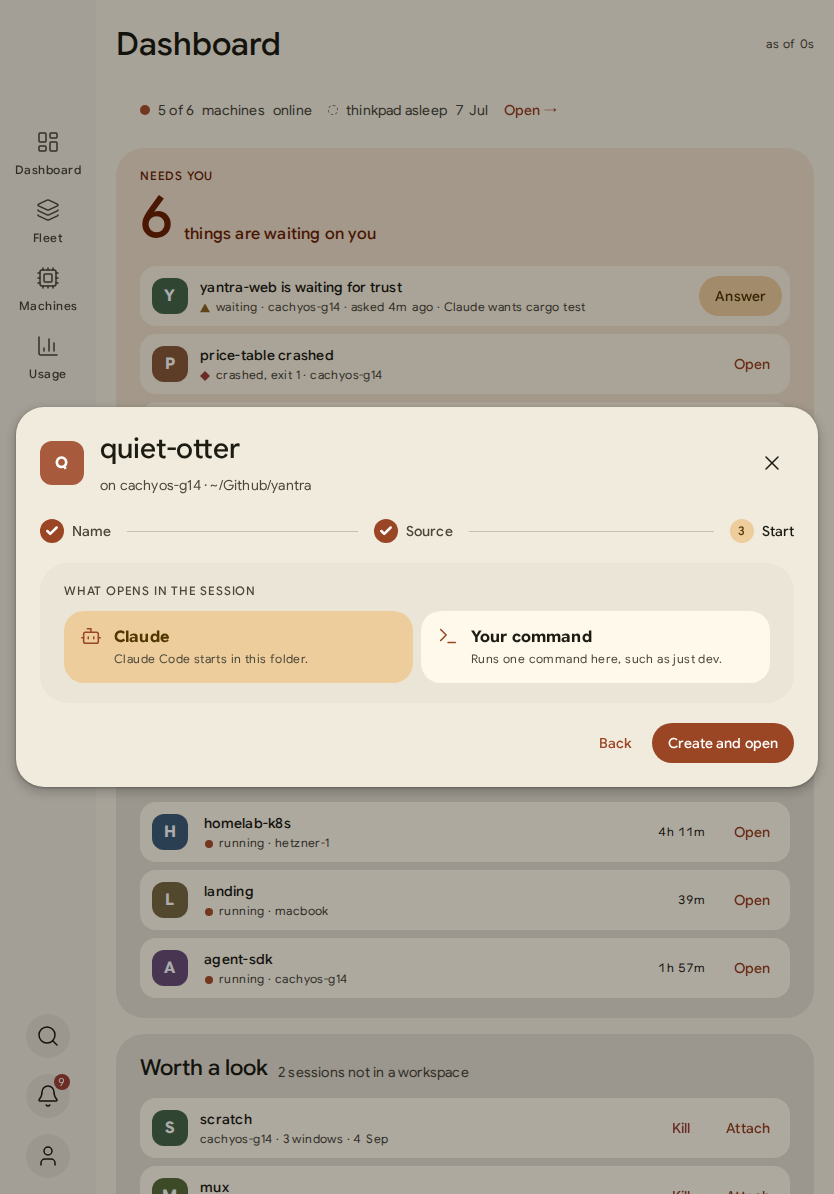 Dashboard
as of 0s
5 of 6 machines online
thinkpad asleep 7 Jul
Open →
Dashboard
Fleet
Machines
Usage
NEEDS YOU
6 things are waiting on you
Y
yantra-web is waiting for trust
waiting · cachyos-g14 · asked 4m ago · Claude wants cargo test
Answer
P
price-table crashed
crashed, exit 1 · cachyos-g14
Open
Q
quiet-otter
on cachyos-g14 · ~/Github/yantra
Name
Source
3 Start
WHAT OPENS IN THE SESSION
Claude
Claude Code starts in this folder.
Your command
Runs one command here, such as just dev.
Back
Create and open
H
homelab-k8s
running · hetzner-1
4h 11m
Open
L
landing
running · macbook
39m
Open
A
agent-sdk
running · cachyos-g14
1h 57m
Open
9
Worth a look
2 sessions not in a workspace
S
scratch
cachyos-g14 · 3 windows · 4 Sep
Kill
Attach
M
mux
Kill
Attach